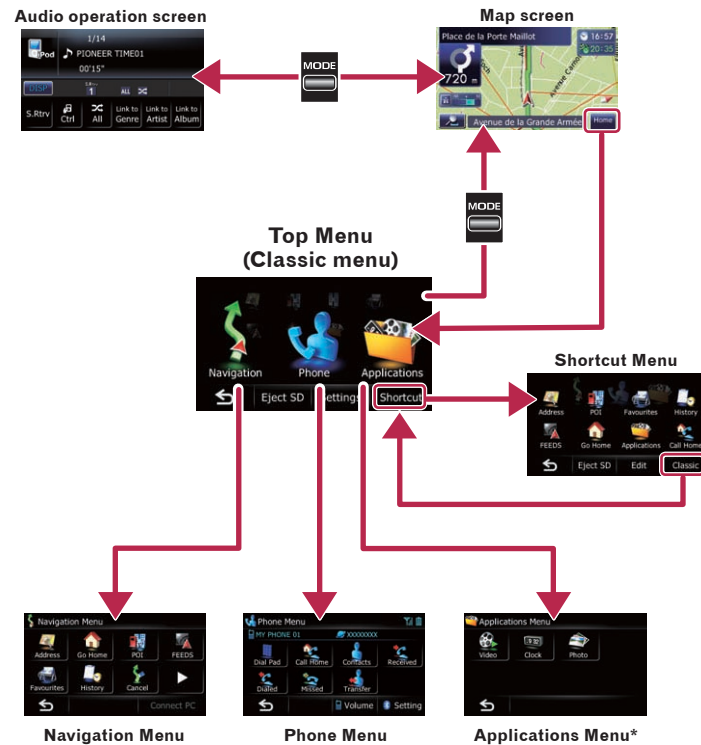 Audio operation screen
Map screen
1/14
iPod
PIONEER TIME01
00'15"
DISP
1
ALL
S.Rtrv
Ctrl
All
Link to Genre
Link to Artist
Link to Album
MODE
Place de la Porte Maillot
16:57
20:35
720 m
Avenue de la Grande Armée
Home
MODE
Top Menu
(Classic menu)
Navigation
Phone
Applications
Eject SD
Settings
Shortcut
Shortcut Menu
Address
POI
Favourites
History
FEEDS
Go Home
Applications
Call Home
Eject SD
Edit
Classic
Navigation Menu
Address
Go Home
POI
FEEDS
Favourites
History
Cancel
Connect PC
Phone Menu
MY PHONE 01
XXXXXXXX
Dial Pad
Call Home
Contacts
Received
Dialed
Missed
Transfer
Volume
Setting
Applications Menu
Video
Clock
Photo
Navigation Menu
Phone Menu
Applications Menu*